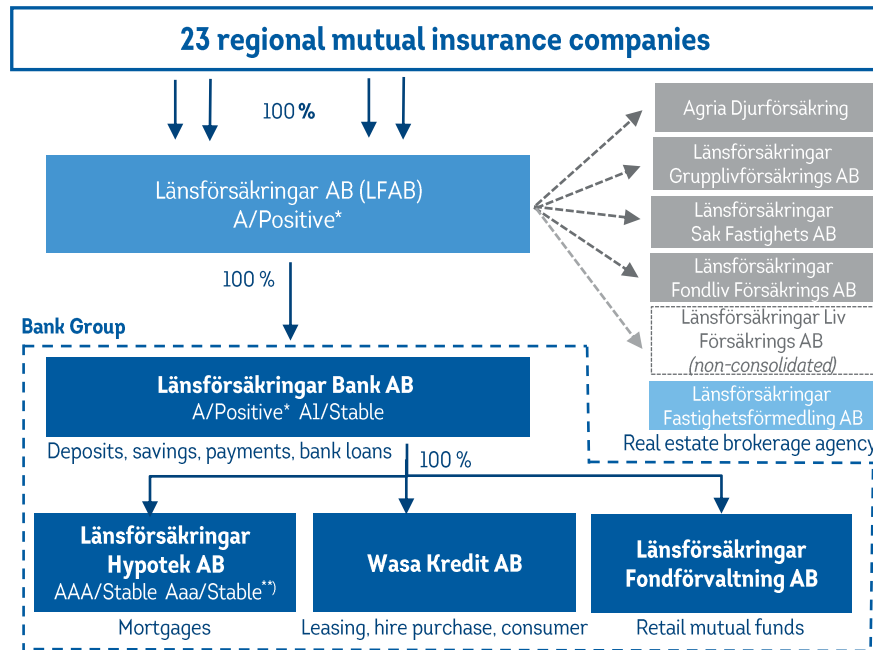 23 regional mutual insurance companies
100 %
Länsförsäkringar AB (LFAB)
A/Positive*
100 %
Agria Djurförsäkring
Länsförsäkringar
Grupplivförsäkrings AB
Länsförsäkringar
Sak Fastighets AB
Länsförsäkringar
Fondliv Försäkrings AB
Länsförsäkringar Liv
Försäkrings AB
(non-consolidated)
Länsförsäkringar
Fastighetsförmedling AB
Real estate brokerage agency
Bank Group
Länsförsäkringar Bank AB
A/Positive* A1/Stable
Deposits, savings, payments, bank loans
100 %
Länsförsäkringar
Hypotek AB
AAA/Stable Aaa/Stable**)
Mortgages
Wasa Kredit AB
Leasing, hire purchase, consumer
Länsförsäkringar
Fondförvaltning AB
Retail mutual funds